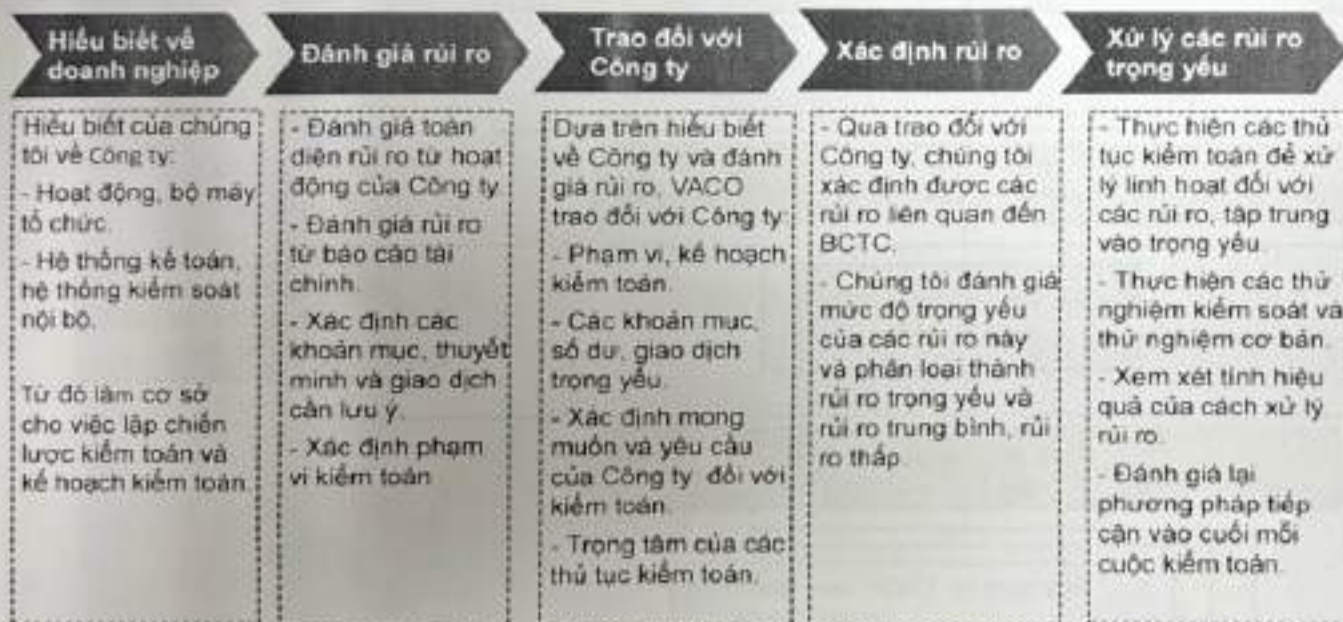 Hiểu biết về
doanh nghiệp
Hiểu biết của chúng
tôi về Công ty:
- Hoạt động, bộ máy
tổ chức.
- Hệ thống kế toán,
hệ thống kiểm soát
nội bộ.
Từ đó làm cơ sở
cho việc lập chiến
lược kiểm toán và
kế hoạch kiểm toán.
Đánh giá rủi ro
- Đánh giá toàn
diện rủi ro từ hoạt
động của Công ty
- Đánh giá rủi ro
từ báo cáo tài
chính.
- Xác định các
khoản mục, thuyết
minh và giao dịch
cần lưu ý.
- Xác định phạm
vi kiểm toán
Trao đổi với
Công ty
Dựa trên hiểu biết
về Công ty và đánh
giá rủi ro, VACO
trao đổi với Công ty
- Phạm vi, kế hoạch
kiểm toán.
- Các khoản mục,
số dư, giao dịch
trọng yếu.
- Xác định mong
muốn và yêu cầu
của Công ty đối với
kiểm toán.
- Trọng tâm của các
thủ tục kiểm toán.
Xác định rủi ro
- Qua trao đổi với
Công ty, chúng tôi
xác định được các
rủi ro liên quan đến
BCTC.
- Chúng tôi đánh giá
mức độ trọng yếu
của các rủi ro này
và phân loại thành
rủi ro trọng yếu và
rủi ro trung bình, rủi
ro thấp.
Xử lý các rủi ro
trọng yếu
- Thực hiện các thủ
tục kiểm toán để xử
lý linh hoạt đối với
các rủi ro, tập trung
vào trọng yếu.
- Thực hiện các thử
nghiệm kiểm soát và
thử nghiệm cơ bản.
- Xem xét tính hiệu
quả của cách xử lý
rủi ro.
- Đánh giá lại
phương pháp tiếp
cận vào cuối mỗi
cuộc kiểm toán.